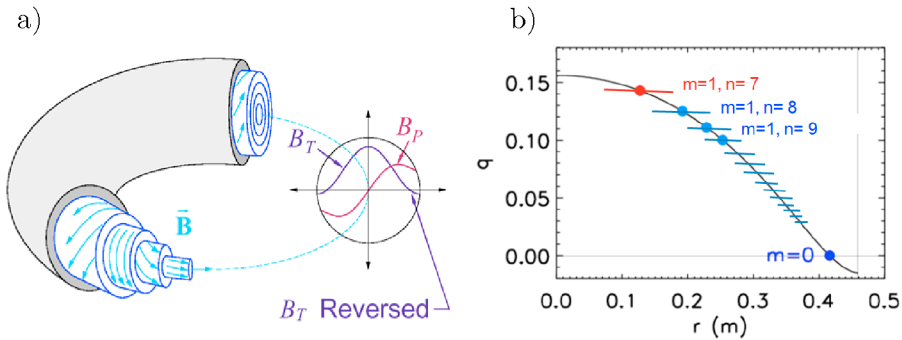 a)
B_T
B_P
B⃗
B_T Reversed
b)
0.15
0.10
0.05
0.00
q
m=1, n= 7
m=1, n= 8
m=1, n= 9
m=0
0.0 0.1 0.2 0.3 0.4 0.5
r (m)